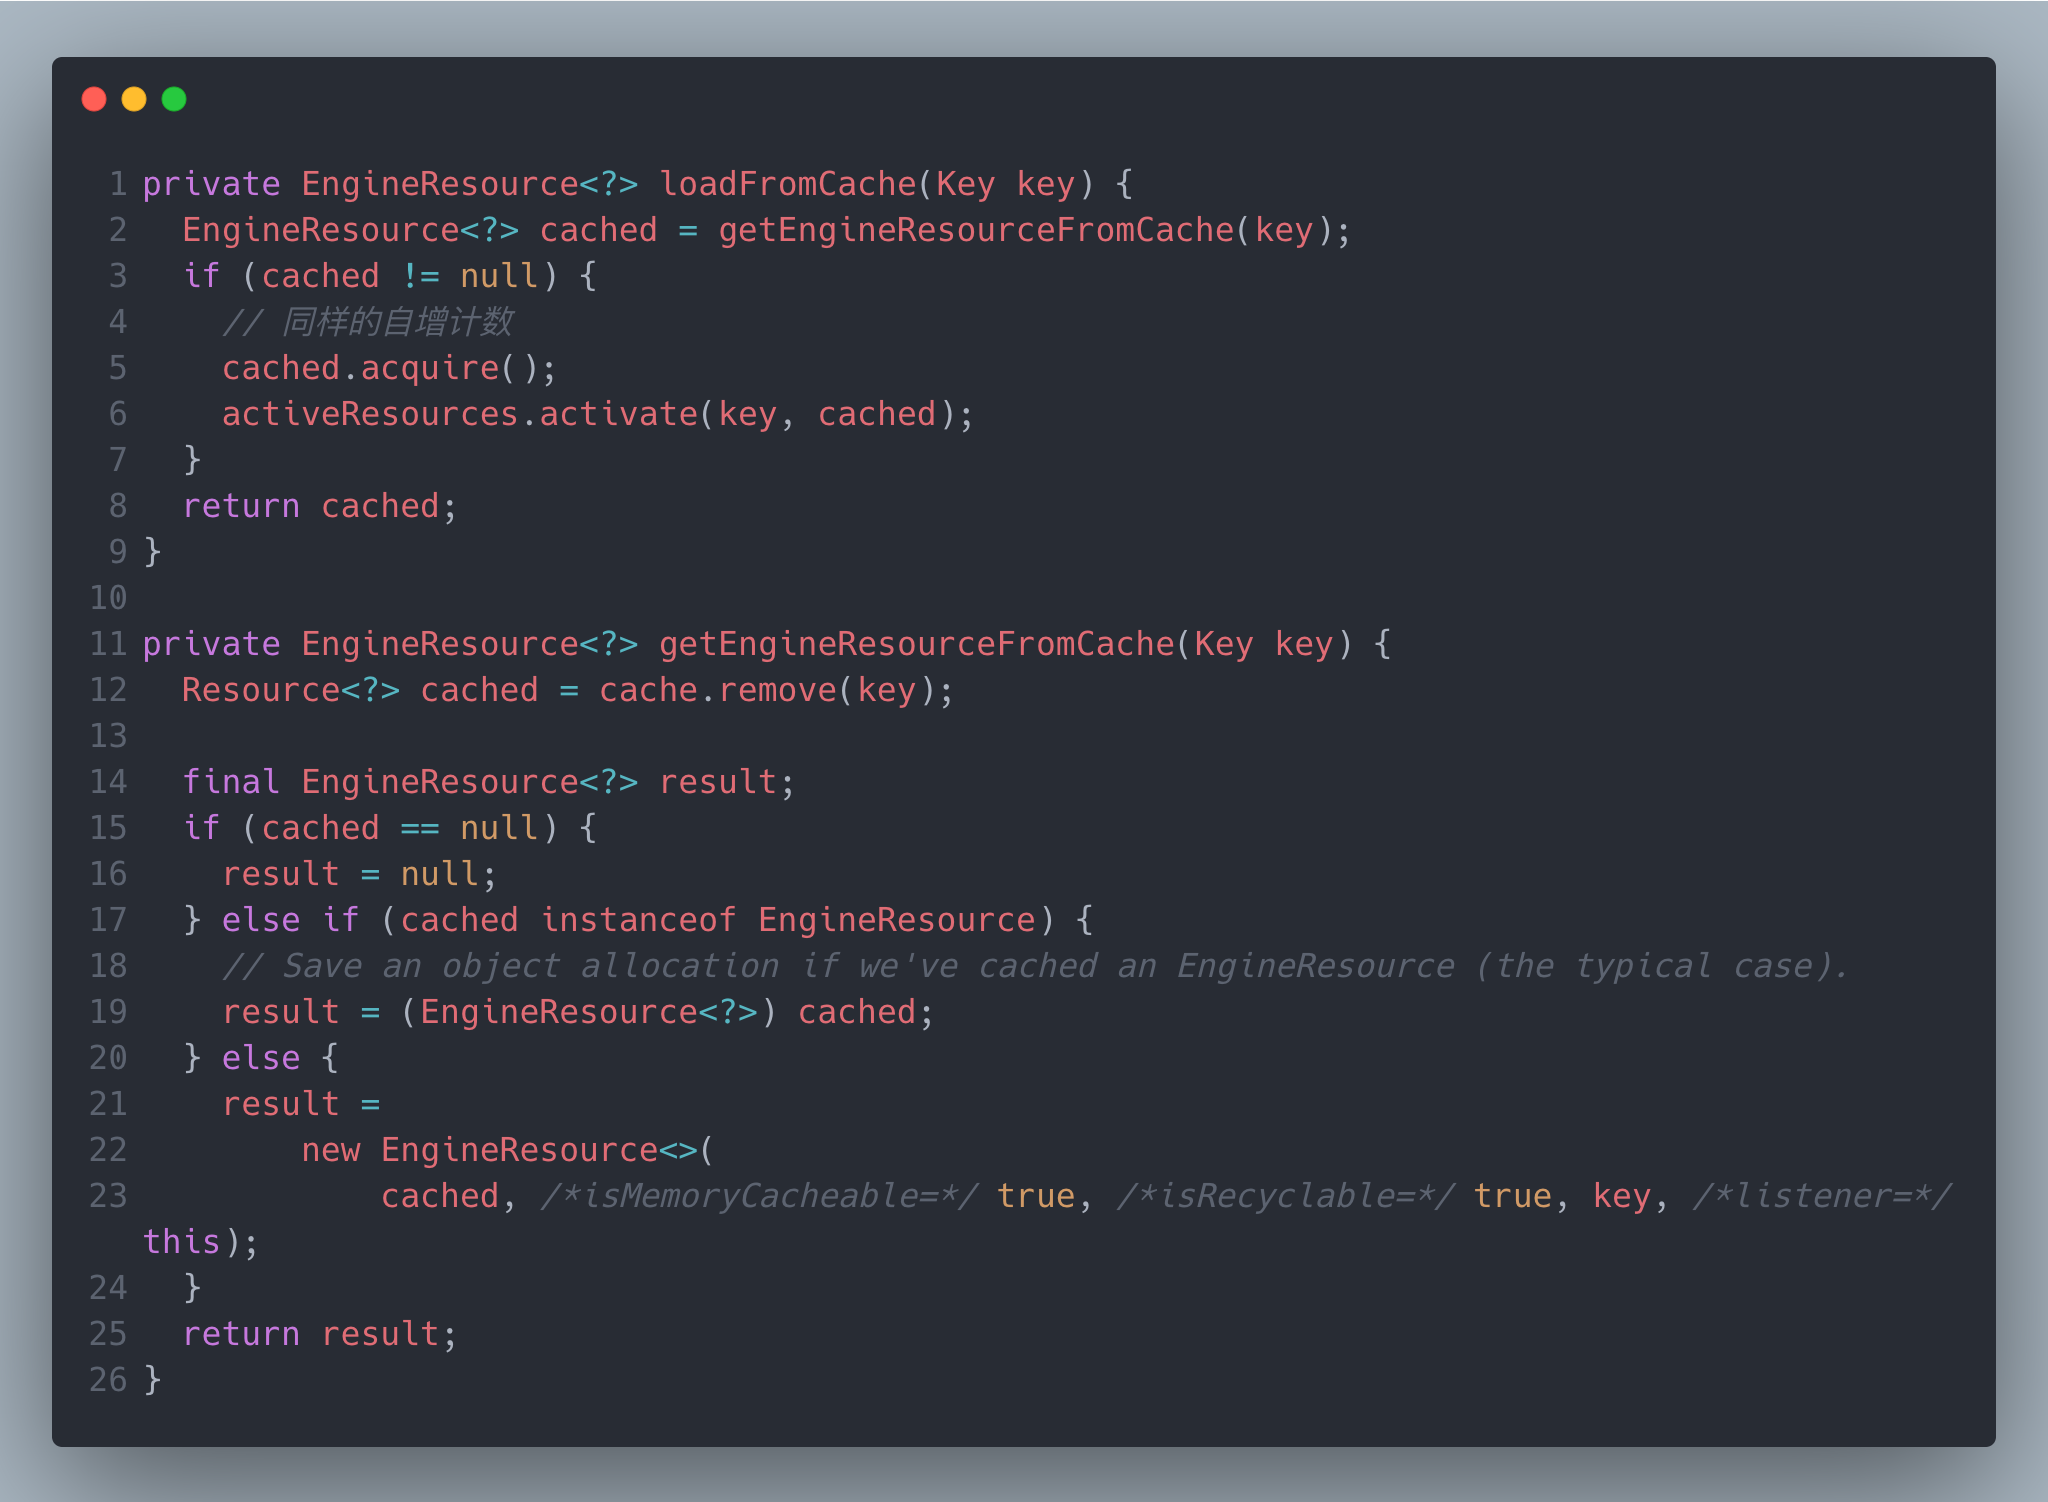 1 private EngineResource<?> loadFromCache(Key key) {
2   EngineResource<?> cached = getEngineResourceFromCache(key);
3   if (cached != null) {
4     // 同样的自增计数
5     cached.acquire();
6     activeResources.activate(key, cached);
7   }
8   return cached;
9 }
10
11 private EngineResource<?> getEngineResourceFromCache(Key key) {
12   Resource<?> cached = cache.remove(key);
13
14   final EngineResource<?> result;
15   if (cached == null) {
16     result = null;
17   } else if (cached instanceof EngineResource) {
18     // Save an object allocation if we've cached an EngineResource (the typical case).
19     result = (EngineResource<?>) cached;
20   } else {
21     result =
22         new EngineResource<>(
23             cached, /*isMemoryCacheable=*/ true, /*isRecyclable=*/ true, key, /*listener=*/
this);
24   }
25   return result;
26 }